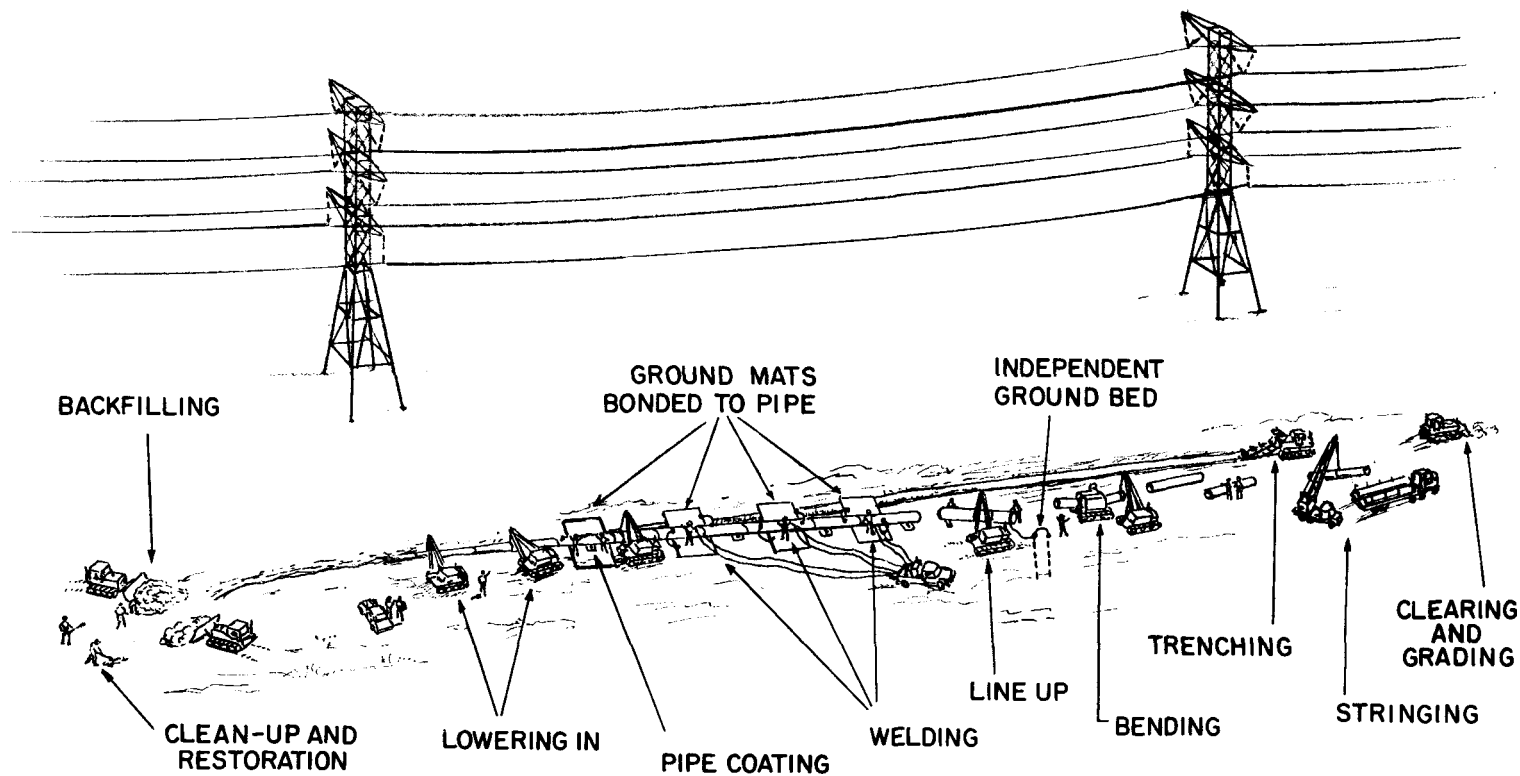 BACKFILLING
GROUND MATS
BONDED TO PIPE
INDEPENDENT
GROUND BED
CLEAN-UP AND
RESTORATION
LOWERING IN
PIPE COATING
WELDING
LINE UP
BENDING
TRENCHING
STRINGING
CLEARING
AND
GRADING